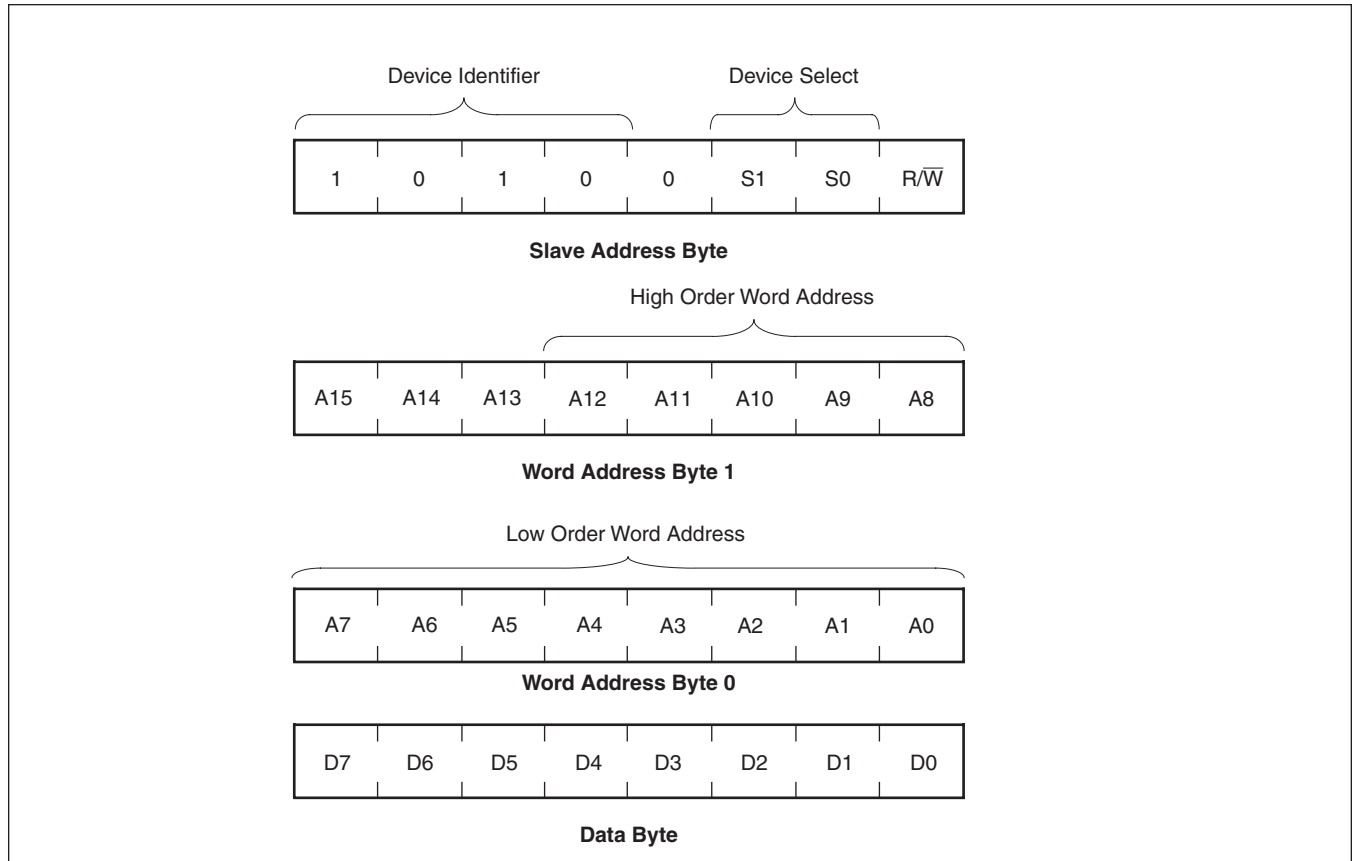 Device Identifier Device Select
1 0 1 0 0 S1 S0 R/W̅
Slave Address Byte
High Order Word Address
A15 A14 A13 A12 A11 A10 A9 A8
Word Address Byte 1
Low Order Word Address
A7 A6 A5 A4 A3 A2 A1 A0
Word Address Byte 0
D7 D6 D5 D4 D3 D2 D1 D0
Data Byte